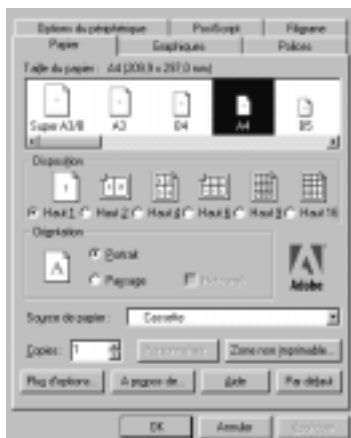 Options du périphérique PostScript Filigrane
Papier Graphiques Polices
Taille du papier : A4 (209,9 x 297,0 mm)
Super A3/B A3 B4 A4 B5
Disposition
Haut 1 Haut 2 Haut 4 Haut 6 Haut 9 Haut 16
Orientation
A Portrait
Paysage
Adobe
Source de papier : Cassette
Copies : 1 Zone non imprimable...
Plus d'options... A propos de... Aide Par défaut
OK Annuler Appliquer